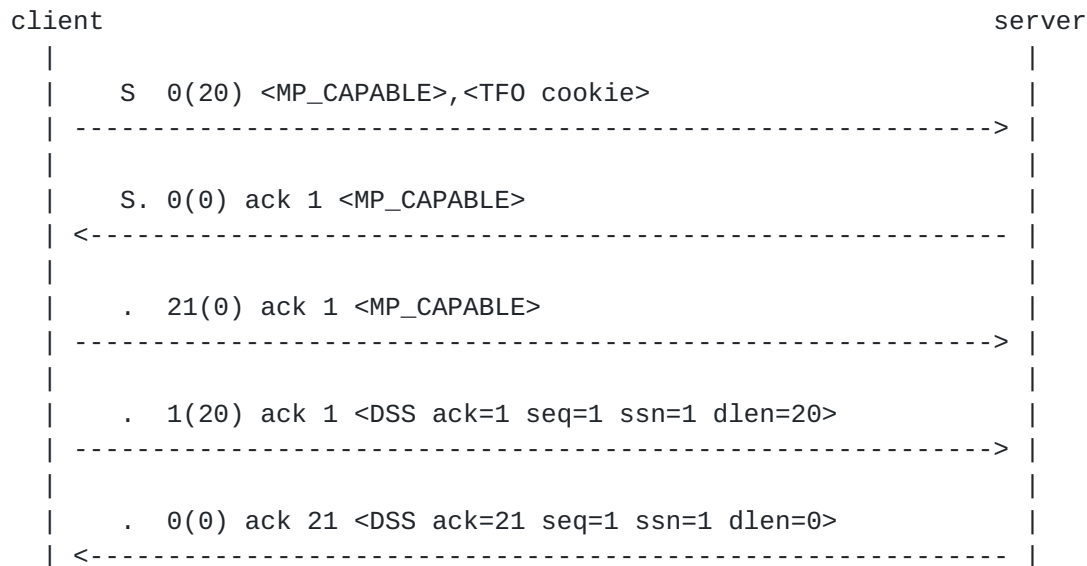 client server
S 0(20) <MP_CAPABLE>,<TFO cookie>
S. 0(0) ack 1 <MP_CAPABLE>
. 21(0) ack 1 <MP_CAPABLE>
. 1(20) ack 1 <DSS ack=1 seq=1 ssn=1 dlen=20>
. 0(0) ack 21 <DSS ack=21 seq=1 ssn=1 dlen=0>